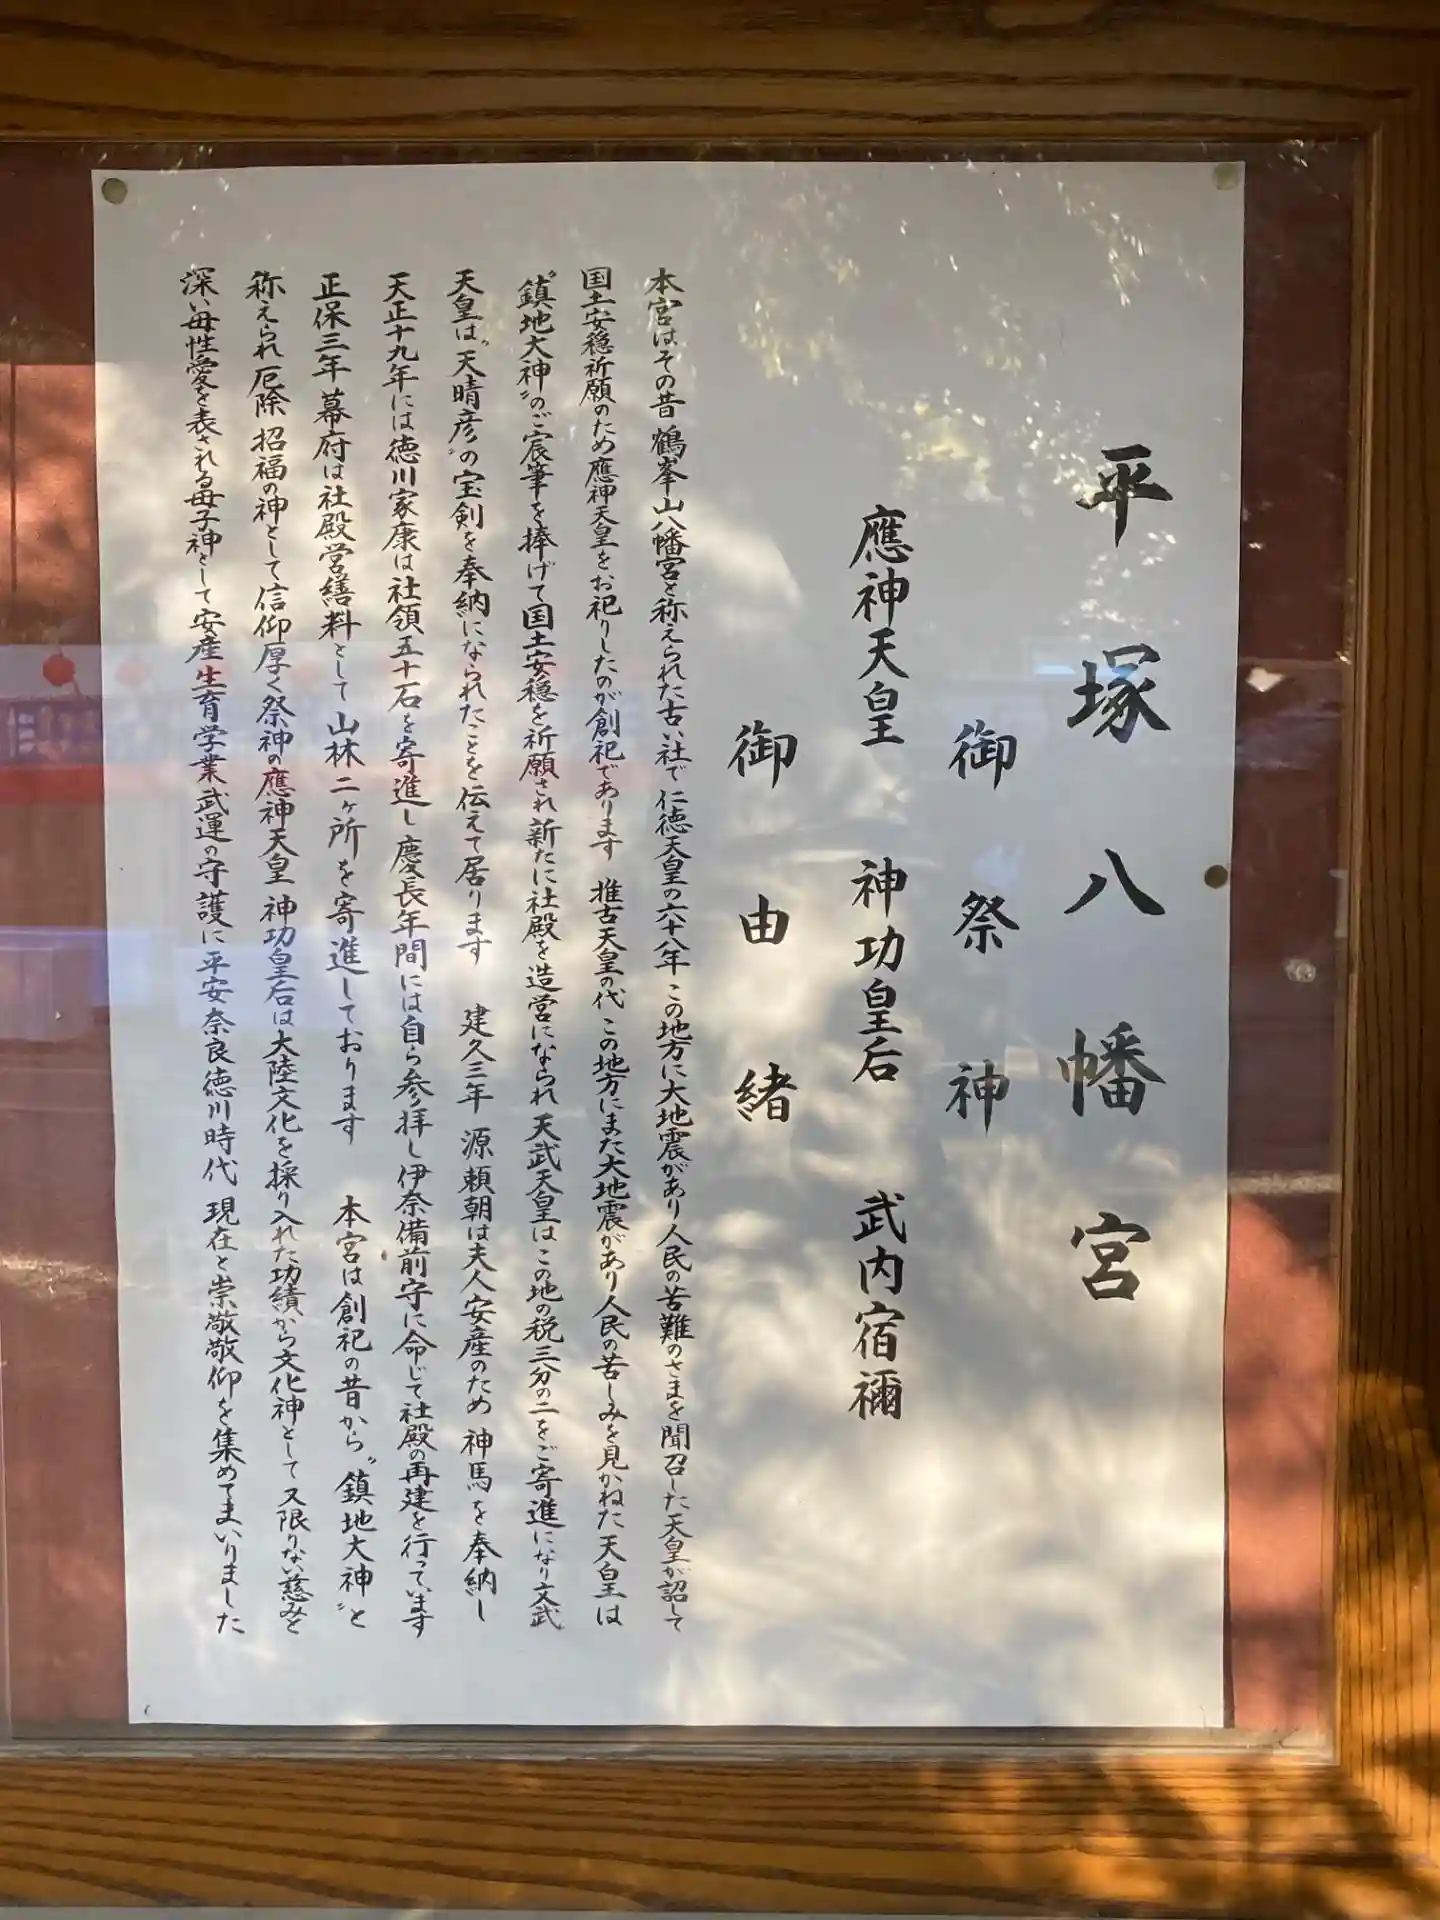 平塚八幡宮
御祭神
應神天皇 神功皇后 武内宿禰
御由緒
本宮はその昔鶴峯山八幡宮と称えられた古い社で 仁徳天皇の六十八年 この地方に大地震があり人民の苦難のさまを聞召した天皇が詔して
国土安穏祈願のため應神天皇をお祀りしたのが創祀であります 推古天皇の代 この地方にまた大地震があり人民の苦しみを見かねた天皇は
〝鎮地大神〟のご宸筆を捧げて国土安穏を祈願され新たに社殿を造営になられ 天武天皇はこの地の税三分の二をご寄進になり文武
天皇は〝天晴彦〟の宝剣を奉納になられたことを伝えて居ります 建久三年 源頼朝は夫人安産のため 神馬を奉納し
天正十九年には徳川家康は社領五十石を寄進し慶長年間には自ら参拝し伊奈備前守に命じて社殿の再建を行っています
正保三年幕府は社殿営繕料として 山林二ヶ所を寄進しております 本宮は創祀の昔から〝鎮地大神〟と
称えられ厄除 招福の神として信仰厚く祭神の應神天皇 神功皇后は大陸文化を採り入れた功績から文化神として又限りない慈みと
深い母性愛を表される母子神として安産生育学業武運の守護に平安奈良徳川時代 現在と崇敬敬仰を集めてまいりました